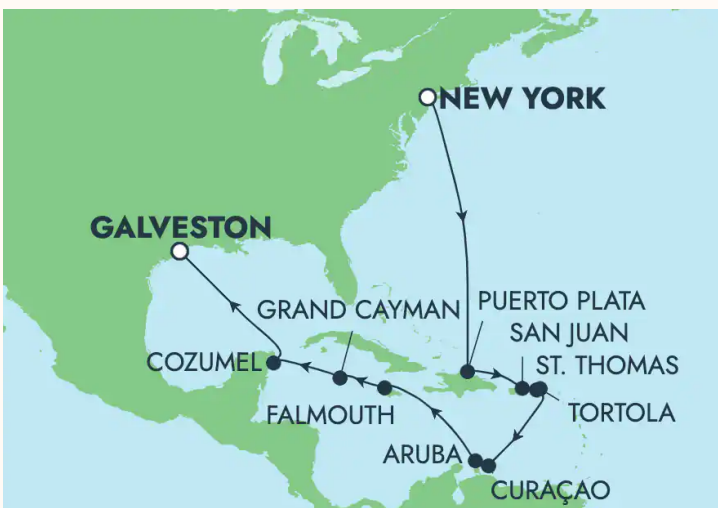 NEW YORK
GALVESTON
GRAND CAYMAN
PUERTO PLATA
SAN JUAN
ST. THOMAS
COZUMEL
FALMOUTH
TORTOLA
ARUBA
CURAÇAO